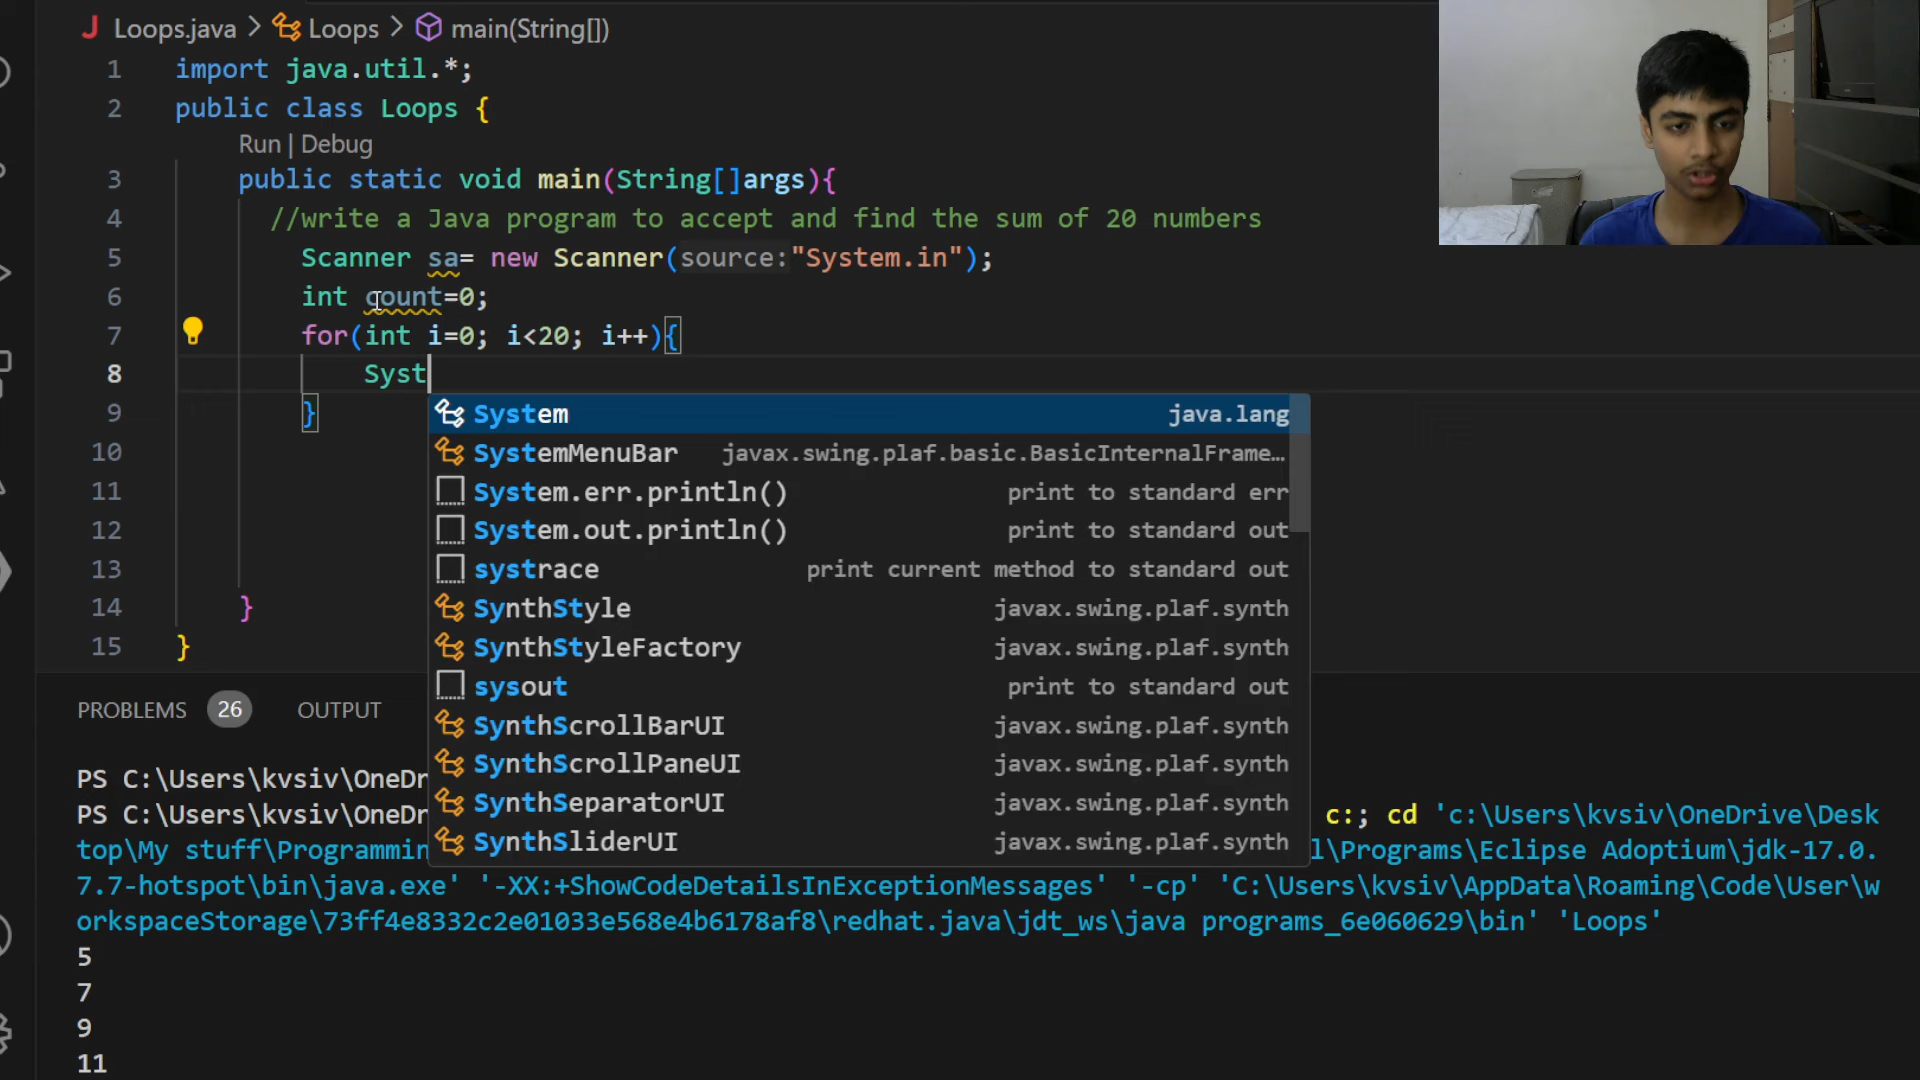 Loops.java > Loops > main(String[])
1 import java.util.*;
2 public class Loops {
Run | Debug
3 public static void main(String[]args){
4 //write a Java program to accept and find the sum of 20 numbers
5 Scanner sa= new Scanner(source:"System.in");
6 int count=0;
7 for(int i=0; i<20; i++){
8 Syst
9 }
System java.lang
10
SystemMenuBar javax.swing.plaf.basic.BasicInternalFrame...
11
System.err.println() print to standard err
12
System.out.println() print to standard out
13
systrace print current method to standard out
14 }
SynthStyle javax.swing.plaf.synth
15 }
SynthStyleFactory javax.swing.plaf.synth
sysout print to standard out
SynthScrollBarUI javax.swing.plaf.synth
SynthScrollPaneUI javax.swing.plaf.synth
SynthSeparatorUI javax.swing.plaf.synth
SynthSliderUI javax.swing.plaf.synth
PROBLEMS 26 OUTPUT
PS C:\Users\kvsiv\OneDr
PS C:\Users\kvsiv\OneDr c:; cd 'c:\Users\kvsiv\OneDrive\Desk
top\My stuff\Programmin l\Programs\Eclipse Adoptium\jdk-17.0.
7.7-hotspot\bin\java.exe' '-XX:+ShowCodeDetailsInExceptionMessages' '-cp' 'C:\Users\kvsiv\AppData\Roaming\Code\User\w
orkspaceStorage\73ff4e8332c2e01033e568e4b6178af8\redhat.java\jdt_ws\java programs_6e060629\bin' 'Loops'
5
7
9
11